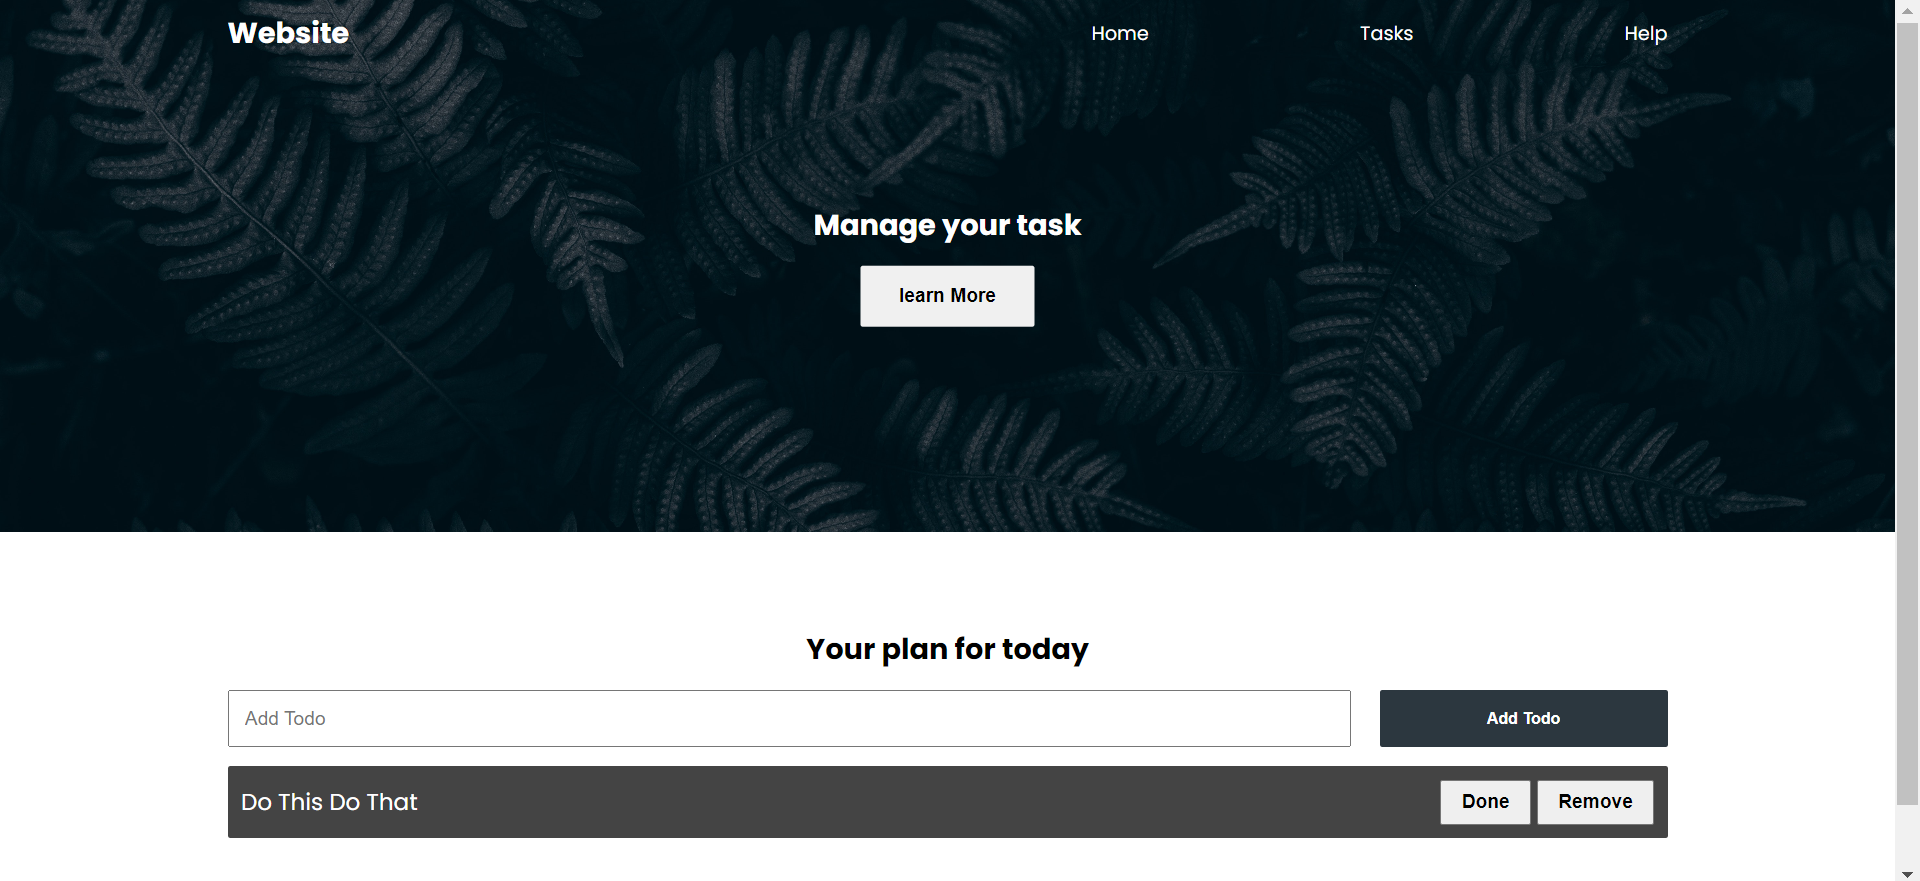 Website Home Tasks Help
Manage your task
learn More
Your plan for today
Add Todo Add Todo
Do This Do That Done Remove